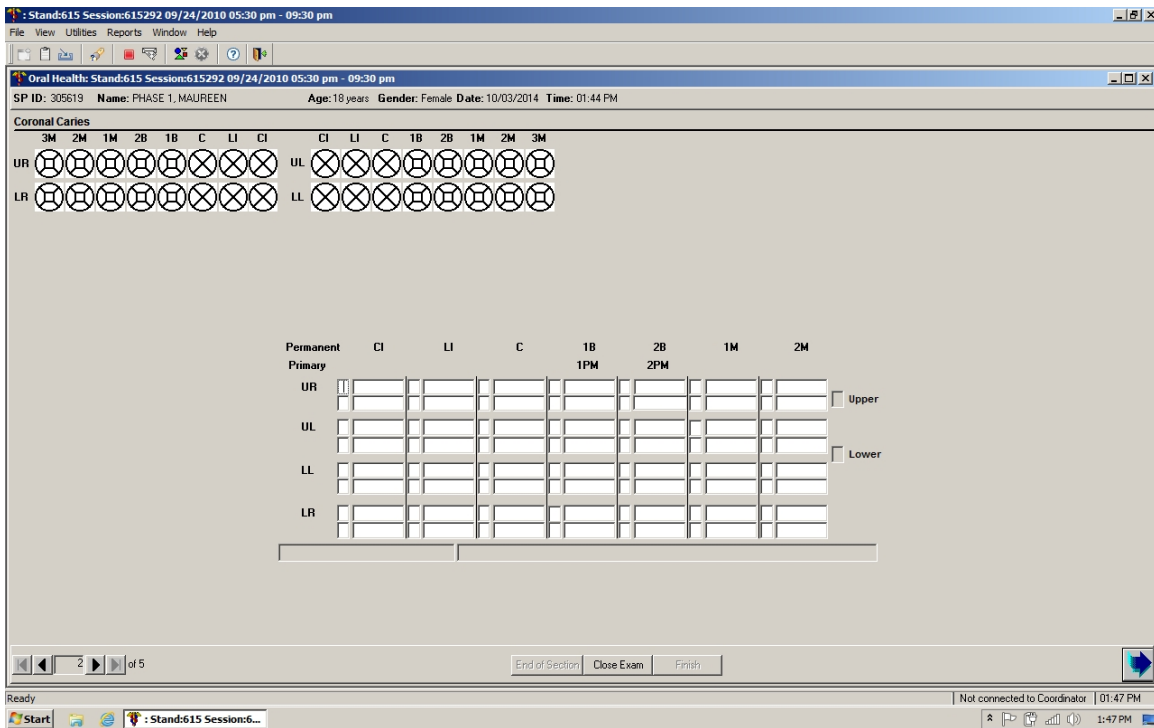 : Stand:615 Session:615292 09/24/2010 05:30 pm - 09:30 pm
File View Utilities Reports Window Help
Oral Health: Stand:615 Session:615292 09/24/2010 05:30 pm - 09:30 pm
SP ID: 305619 Name: PHASE 1, MAUREEN Age: 18 years Gender: Female Date: 10/03/2014 Time: 01:44 PM
Coronal Caries
3M 2M 1M 2B 1B C LI CI CI LI C 1B 2B 1M 2M 3M
UR UL
LR LL
Permanent CI LI C 1B 2B 1M 2M
Primary 1PM 2PM
UR
Upper
UL
Lower
LL
LR
2 of 5 End of Section Close Exam Finish
Ready Not connected to Coordinator 01:47 PM
Start : Stand:615 Session:6... 1:47 PM